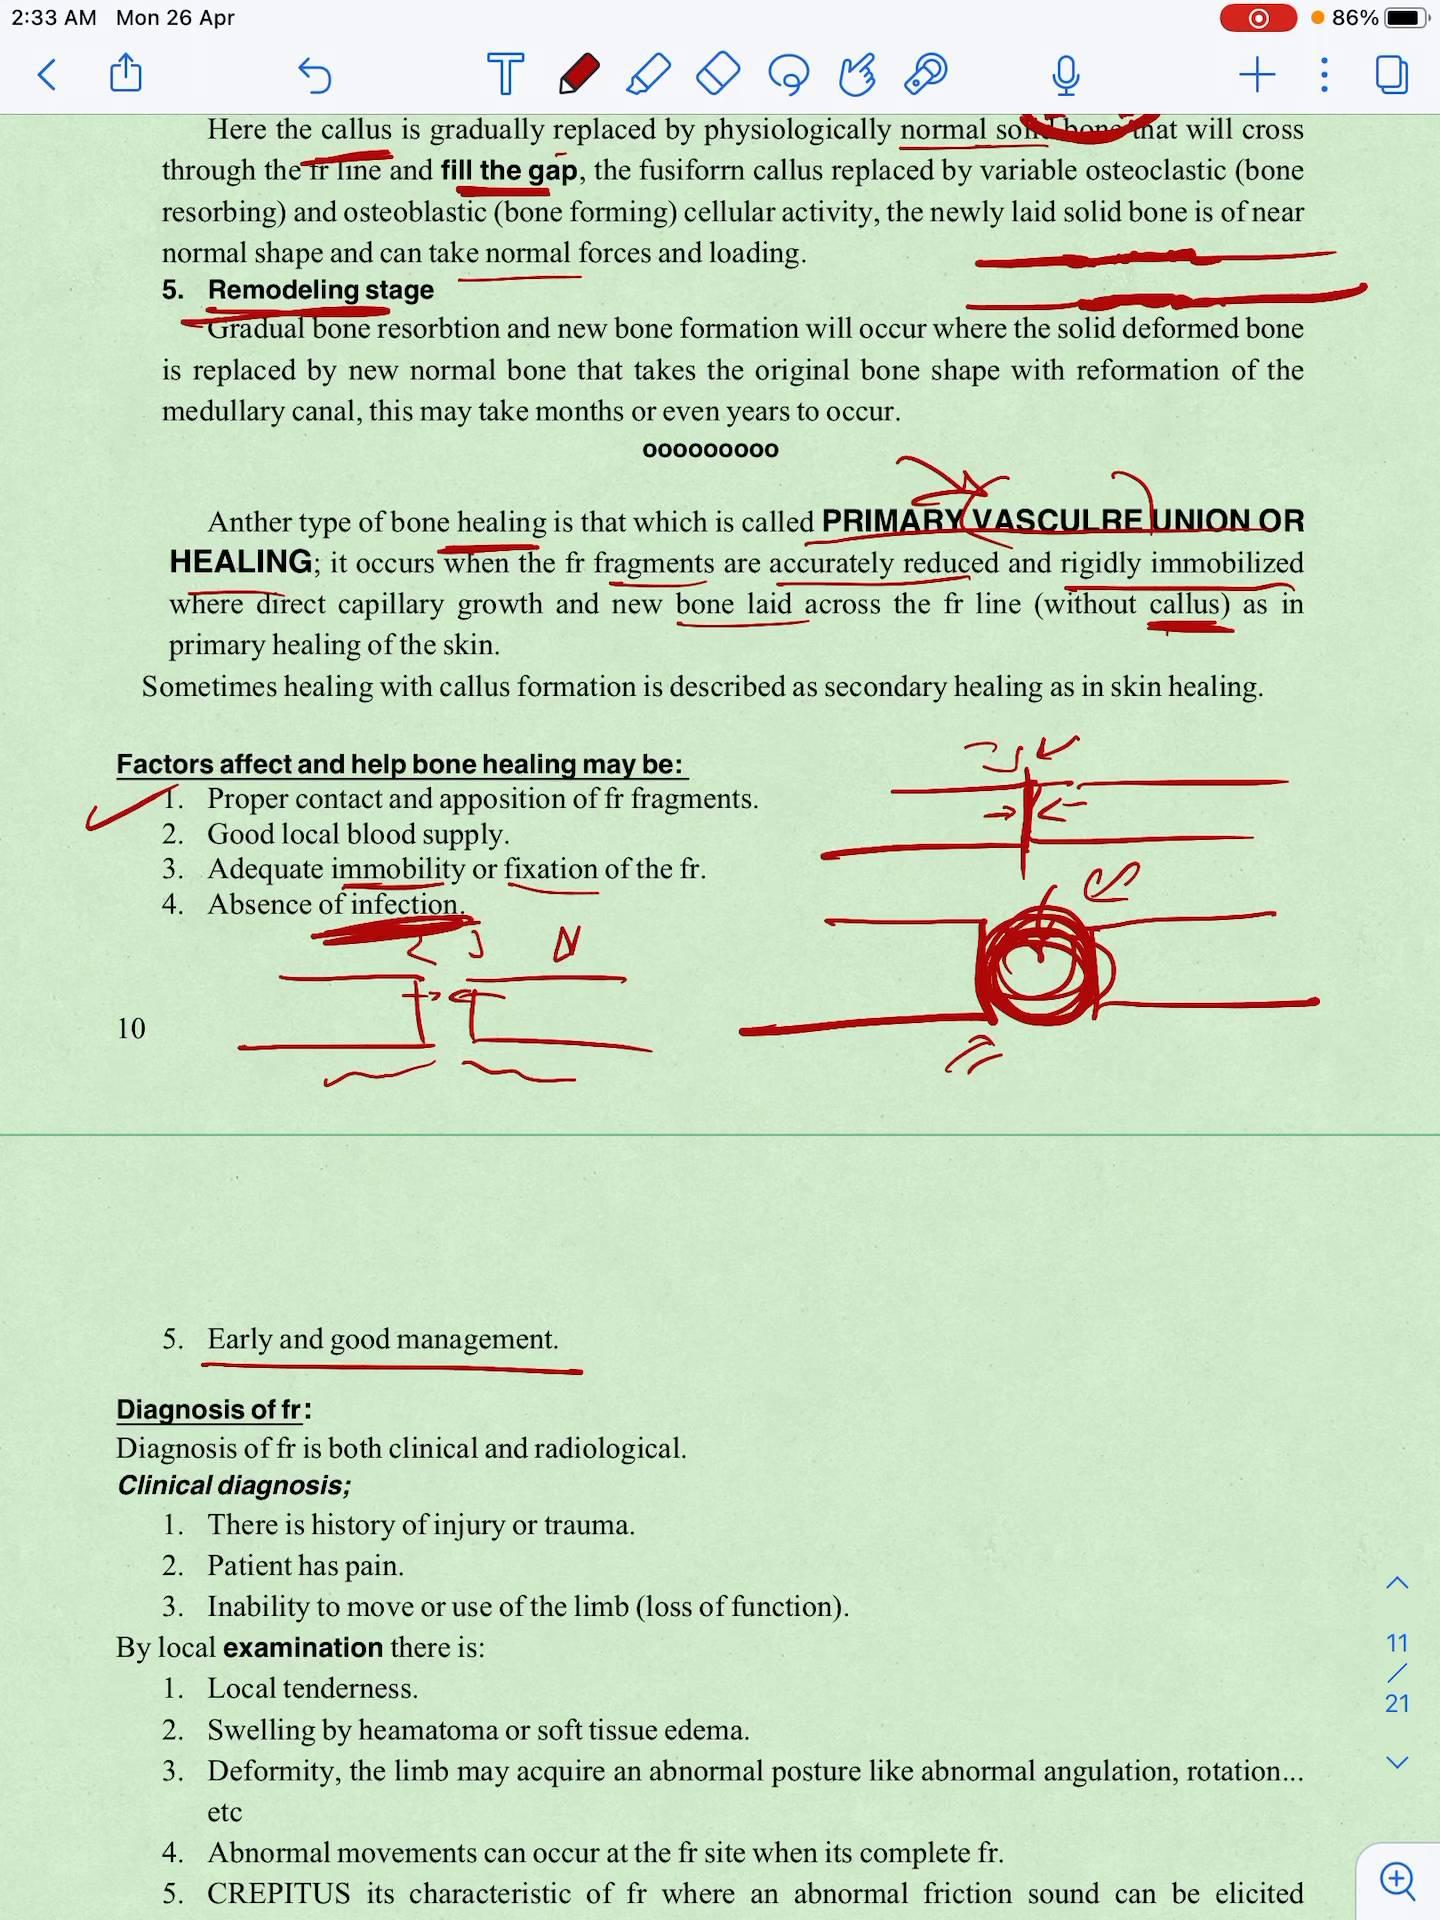 2:33 AM Mon 26 Apr
86%
Here the callus is gradually replaced by physiologically normal solid bone that will cross
through the fr line and fill the gap, the fusiforrn callus replaced by variable osteoclastic (bone
resorbing) and osteoblastic (bone forming) cellular activity, the newly laid solid bone is of near
normal shape and can take normal forces and loading.
5. Remodeling stage
Gradual bone resorbtion and new bone formation will occur where the solid deformed bone
is replaced by new normal bone that takes the original bone shape with reformation of the
medullary canal, this may take months or even years to occur.
ooooooooo
Anther type of bone healing is that which is called PRIMARY VASCULRE UNION OR
HEALING; it occurs when the fr fragments are accurately reduced and rigidly immobilized
where direct capillary growth and new bone laid across the fr line (without callus) as in
primary healing of the skin.
Sometimes healing with callus formation is described as secondary healing as in skin healing.
Factors affect and help bone healing may be:
1. Proper contact and apposition of fr fragments.
2. Good local blood supply.
3. Adequate immobility or fixation of the fr.
4. Absence of infection.
10
5. Early and good management.
Diagnosis of fr:
Diagnosis of fr is both clinical and radiological.
Clinical diagnosis;
1. There is history of injury or trauma.
2. Patient has pain.
3. Inability to move or use of the limb (loss of function).
By local examination there is:
1. Local tenderness.
2. Swelling by heamatoma or soft tissue edema.
3. Deformity, the limb may acquire an abnormal posture like abnormal angulation, rotation...
etc
4. Abnormal movements can occur at the fr site when its complete fr.
5. CREPITUS its characteristic of fr where an abnormal friction sound can be elicited
11
/
21